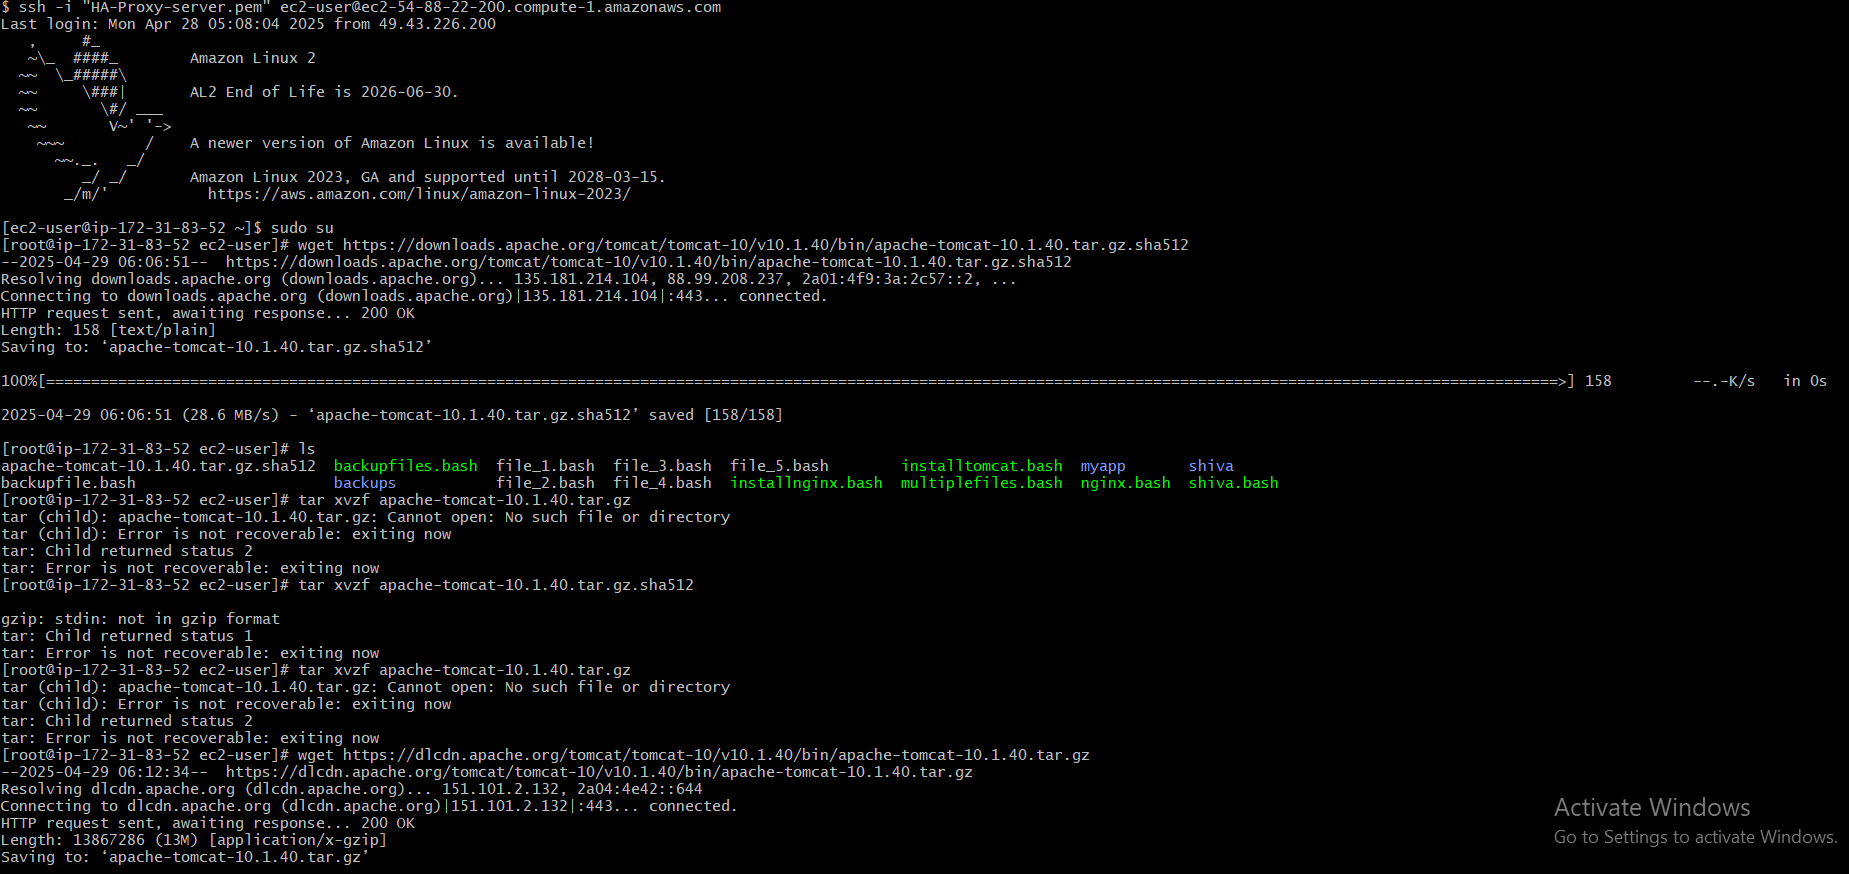 $ ssh -i "HA-Proxy-server.pem" ec2-user@ec2-54-88-22-200.compute-1.amazonaws.com
Last login: Mon Apr 28 05:08:04 2025 from 49.43.226.200
   ,     #_
   ~\_  ####_        Amazon Linux 2
  ~~  \_#####\
  ~~     \###|       AL2 End of Life is 2026-06-30.
  ~~       \#/ ___
   ~~       V~' '->
    ~~~         /    A newer version of Amazon Linux is available!
      ~~._.   _/
         _/ _/       Amazon Linux 2023, GA and supported until 2028-03-15.
       _/m/'           https://aws.amazon.com/linux/amazon-linux-2023/
[ec2-user@ip-172-31-83-52 ~]$ sudo su
[root@ip-172-31-83-52 ec2-user]# wget https://downloads.apache.org/tomcat/tomcat-10/v10.1.40/bin/apache-tomcat-10.1.40.tar.gz.sha512
--2025-04-29 06:06:51--  https://downloads.apache.org/tomcat/tomcat-10/v10.1.40/bin/apache-tomcat-10.1.40.tar.gz.sha512
Resolving downloads.apache.org (downloads.apache.org)... 135.181.214.104, 88.99.208.237, 2a01:4f9:3a:2c57::2, ...
Connecting to downloads.apache.org (downloads.apache.org)|135.181.214.104|:443... connected.
HTTP request sent, awaiting response... 200 OK
Length: 158 [text/plain]
Saving to: ‘apache-tomcat-10.1.40.tar.gz.sha512’
100%[========================================================================================================================================================================>] 158         --.-K/s   in 0s
2025-04-29 06:06:51 (28.6 MB/s) - ‘apache-tomcat-10.1.40.tar.gz.sha512’ saved [158/158]
[root@ip-172-31-83-52 ec2-user]# ls
apache-tomcat-10.1.40.tar.gz.sha512  backupfiles.bash  file_1.bash  file_3.bash  file_5.bash        installtomcat.bash  myapp       shiva
backupfile.bash                      backups           file_2.bash  file_4.bash  installnginx.bash  multiplefiles.bash  nginx.bash  shiva.bash
[root@ip-172-31-83-52 ec2-user]# tar xvzf apache-tomcat-10.1.40.tar.gz
tar (child): apache-tomcat-10.1.40.tar.gz: Cannot open: No such file or directory
tar (child): Error is not recoverable: exiting now
tar: Child returned status 2
tar: Error is not recoverable: exiting now
[root@ip-172-31-83-52 ec2-user]# tar xvzf apache-tomcat-10.1.40.tar.gz.sha512
gzip: stdin: not in gzip format
tar: Child returned status 1
tar: Error is not recoverable: exiting now
[root@ip-172-31-83-52 ec2-user]# tar xvzf apache-tomcat-10.1.40.tar.gz
tar (child): apache-tomcat-10.1.40.tar.gz: Cannot open: No such file or directory
tar (child): Error is not recoverable: exiting now
tar: Child returned status 2
tar: Error is not recoverable: exiting now
[root@ip-172-31-83-52 ec2-user]# wget https://dlcdn.apache.org/tomcat/tomcat-10/v10.1.40/bin/apache-tomcat-10.1.40.tar.gz
--2025-04-29 06:12:34--  https://dlcdn.apache.org/tomcat/tomcat-10/v10.1.40/bin/apache-tomcat-10.1.40.tar.gz
Resolving dlcdn.apache.org (dlcdn.apache.org)... 151.101.2.132, 2a04:4e42::644
Connecting to dlcdn.apache.org (dlcdn.apache.org)|151.101.2.132|:443... connected.
HTTP request sent, awaiting response... 200 OK
Length: 13867286 (13M) [application/x-gzip]
Saving to: ‘apache-tomcat-10.1.40.tar.gz’
Activate Windows
Go to Settings to activate Windows.